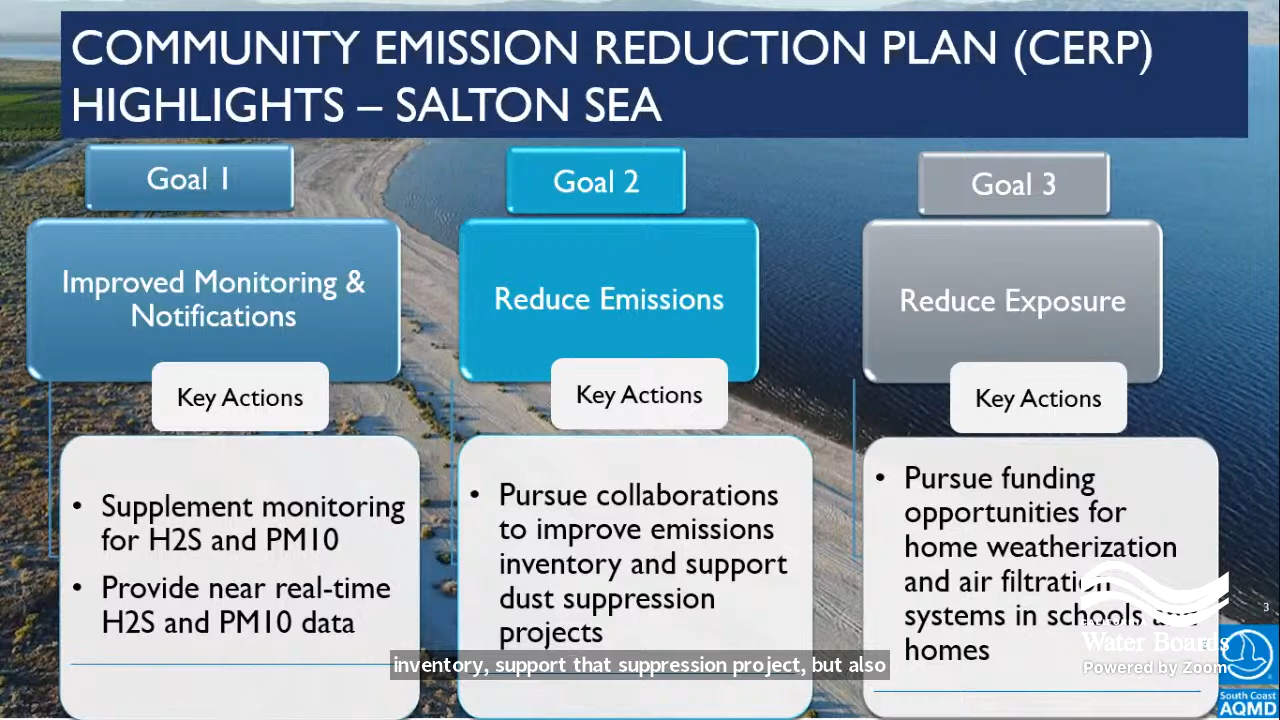 COMMUNITY EMISSION REDUCTION PLAN (CERP)
HIGHLIGHTS – SALTON SEA
Goal 1
Improved Monitoring &
Notifications
Key Actions
• Supplement monitoring
for H2S and PM10
• Provide near real-time
H2S and PM10 data
Goal 2
Reduce Emissions
Key Actions
• Pursue collaborations
to improve emissions
inventory and support
dust suppression
projects
Goal 3
Reduce Exposure
Key Actions
• Pursue funding
opportunities for
home weatherization
and air filtration
systems in schools and
homes
inventory, support that suppression project, but also
Water Boards
Powered by Zoom
3
South Coast
AQMD